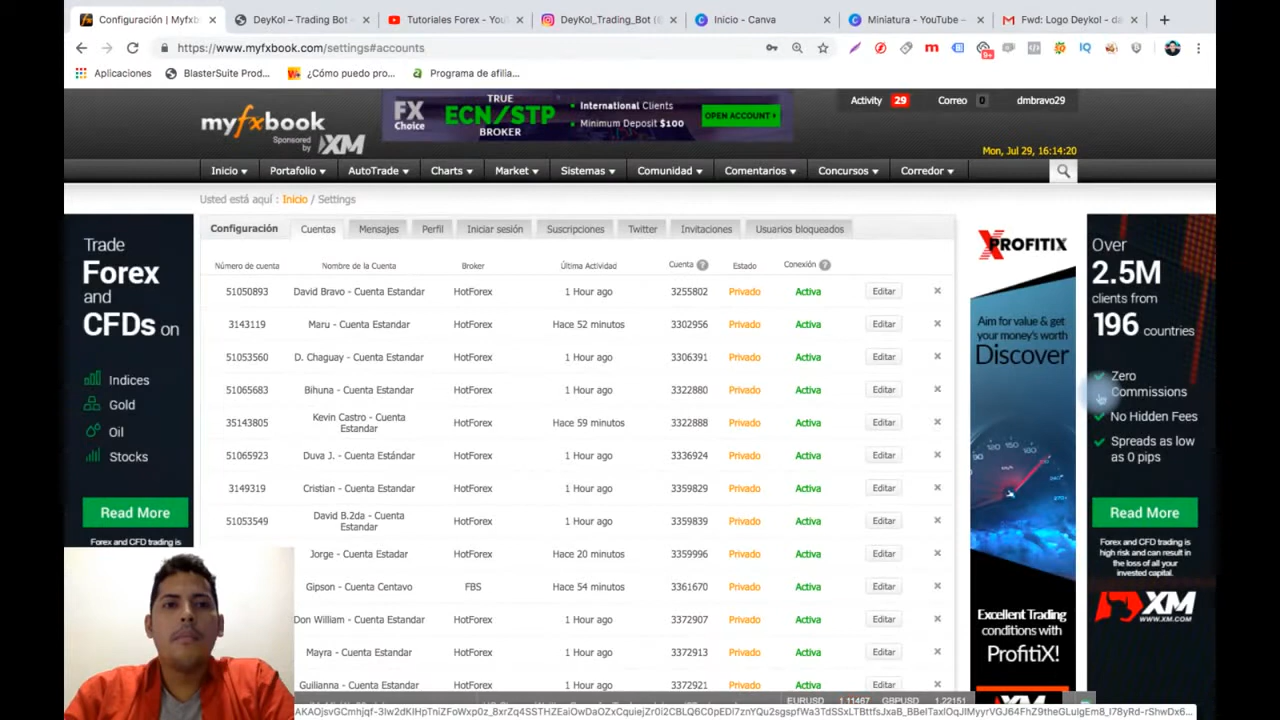 Configuración | Myfxb
DeyKol – Trading Bot
Tutoriales Forex - You
DeyKol_Trading_Bot (
Inicio - Canva
Miniatura - YouTube –
Fwd: Logo Deykol - da
https://www.myfxbook.com/settings#accounts
9+
IQ
Aplicaciones
BlasterSuite Prod...
¿Cómo puedo pro...
Programa de afilia...
myfxbook
Sponsored by XM
FX Choice
TRUE ECN/STP BROKER
International Clients
Minimum Deposit $100
OPEN ACCOUNT
Activity 29 Correo 0 dmbravo29
Mon, Jul 29, 16:14:20
Inicio Portafolio AutoTrade Charts Market Sistemas Comunidad Comentarios Concursos Corredor
Usted está aquí : Inicio / Settings
Configuración Cuentas Mensajes Perfil Iniciar sesión Suscripciones Twitter Invitaciones Usuarios bloqueados
Número de cuenta Nombre de la Cuenta Broker Última Actividad Cuenta ? Estado Conexión ?
51050893 David Bravo - Cuenta Estandar HotForex 1 Hour ago 3255802 Privado Activa Editar
3143119 Maru - Cuenta Estandar HotForex Hace 52 minutos 3302956 Privado Activa Editar
51053560 D. Chaguay - Cuenta Estandar HotForex 1 Hour ago 3306391 Privado Activa Editar
51065683 Bihuna - Cuenta Estandar HotForex 1 Hour ago 3322880 Privado Activa Editar
35143805 Kevin Castro - Cuenta Estandar HotForex Hace 59 minutos 3322888 Privado Activa Editar
51065923 Duva J. - Cuenta Estándar HotForex 1 Hour ago 3336924 Privado Activa Editar
3149319 Cristian - Cuenta Estandar HotForex 1 Hour ago 3359829 Privado Activa Editar
51053549 David B.2da - Cuenta Estandar HotForex 1 Hour ago 3359839 Privado Activa Editar
Jorge - Cuenta Estadar HotForex Hace 20 minutos 3359996 Privado Activa Editar
Gipson - Cuenta Centavo FBS Hace 54 minutos 3361670 Privado Activa Editar
Don William - Cuenta Estandar HotForex 1 Hour ago 3372907 Privado Activa Editar
Mayra - Cuenta Estandar HotForex 1 Hour ago 3372913 Privado Activa Editar
Guilianna - Cuenta Estandar HotForex 1 Hour ago 3372921 Privado Activa Editar
EURUSD 1.11467 GBPUSD 1.22151
Trade
Forex
and
CFDs on
Indices
Gold
Oil
Stocks
Read More
Forex and CFD trading is
PROFITIX
Aim for value & get
your money's worth
Discover
Excellent Trading
conditions with
ProfitiX!
Over
2.5M
clients from
196 countries
Zero
Commissions
No Hidden Fees
Spreads as low
as 0 pips
Read More
Forex and CFD trading is
high risk and can result in
the loss of all your
invested capital.
XM
WWW.XM.COM